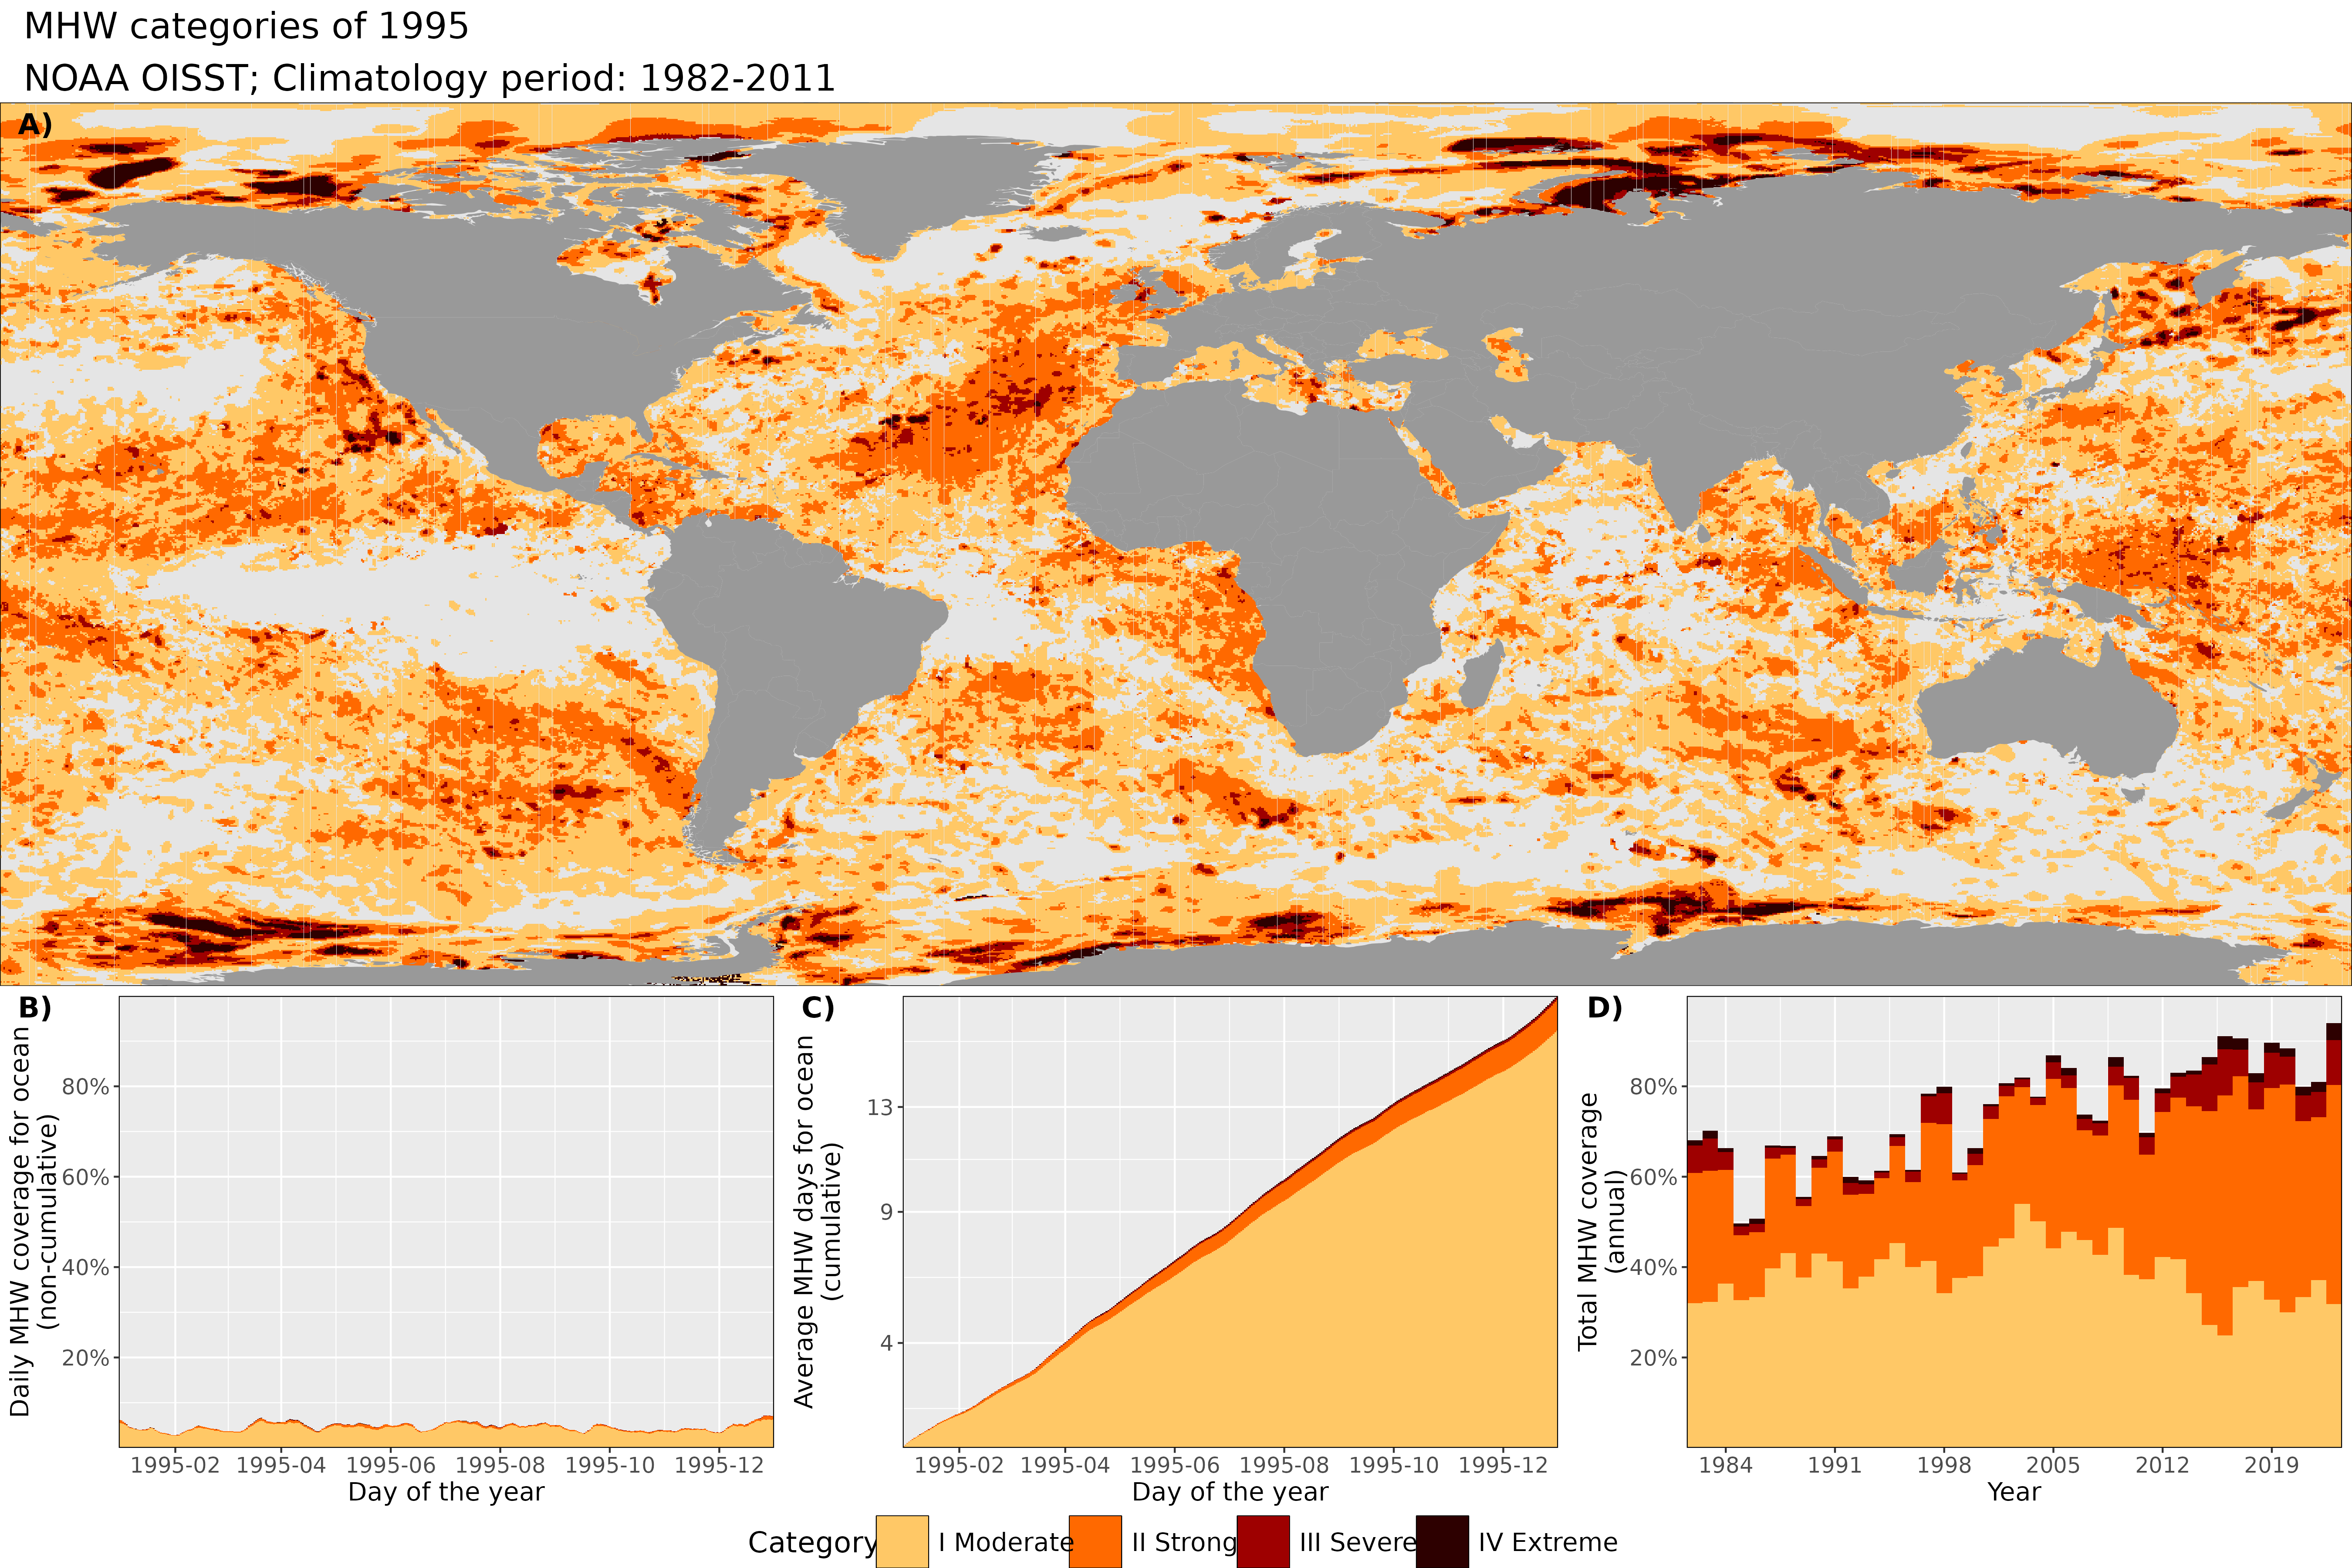 MHW categories of 1995
NOAA OISST; Climatology period: 1982-2011
A)
B)
Daily MHW coverage for ocean
(non-cumulative)
80%
60%
40%
20%
1995-02 1995-04 1995-06 1995-08 1995-10 1995-12
Day of the year
C)
Average MHW days for ocean
(cumulative)
13
9
4
1995-02 1995-04 1995-06 1995-08 1995-10 1995-12
Day of the year
D)
Total MHW coverage
(annual)
80%
60%
40%
20%
1984 1991 1998 2005 2012 2019
Year
Category I Moderate II Strong III Severe IV Extreme